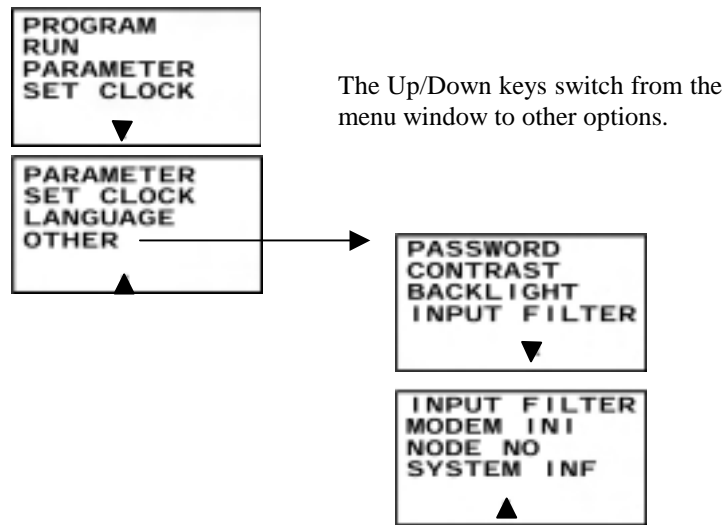 PROGRAM
RUN
PARAMETER
SET CLOCK
The Up/Down keys switch from the
menu window to other options.
PARAMETER
SET CLOCK
LANGUAGE
OTHER
PASSWORD
CONTRAST
BACKLIGHT
INPUT FILTER
INPUT FILTER
MODEM INI
NODE NO
SYSTEM INF